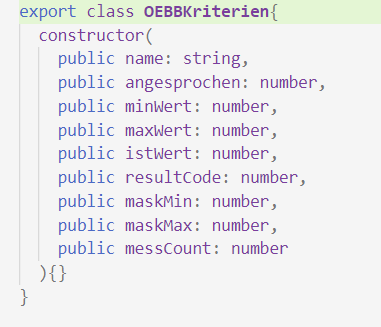 export class OEBBKriterien{
constructor(
public name: string,
public angesprochen: number,
public minWert: number,
public maxWert: number,
public istWert: number,
public resultCode: number,
public maskMin: number,
public maskMax: number,
public messCount: number
){}
}